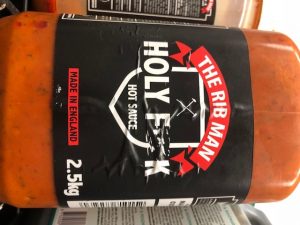 THE RIB MAN
HOLY F**K
HOT SAUCE
MADE IN ENGLAND
2.5kg